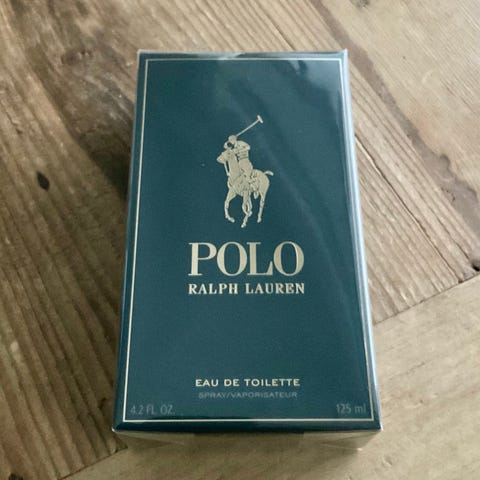 POLO
RALPH LAUREN
EAU DE TOILETTE
SPRAY/VAPORISATEUR
4.2 FL. OZ. 125 ml